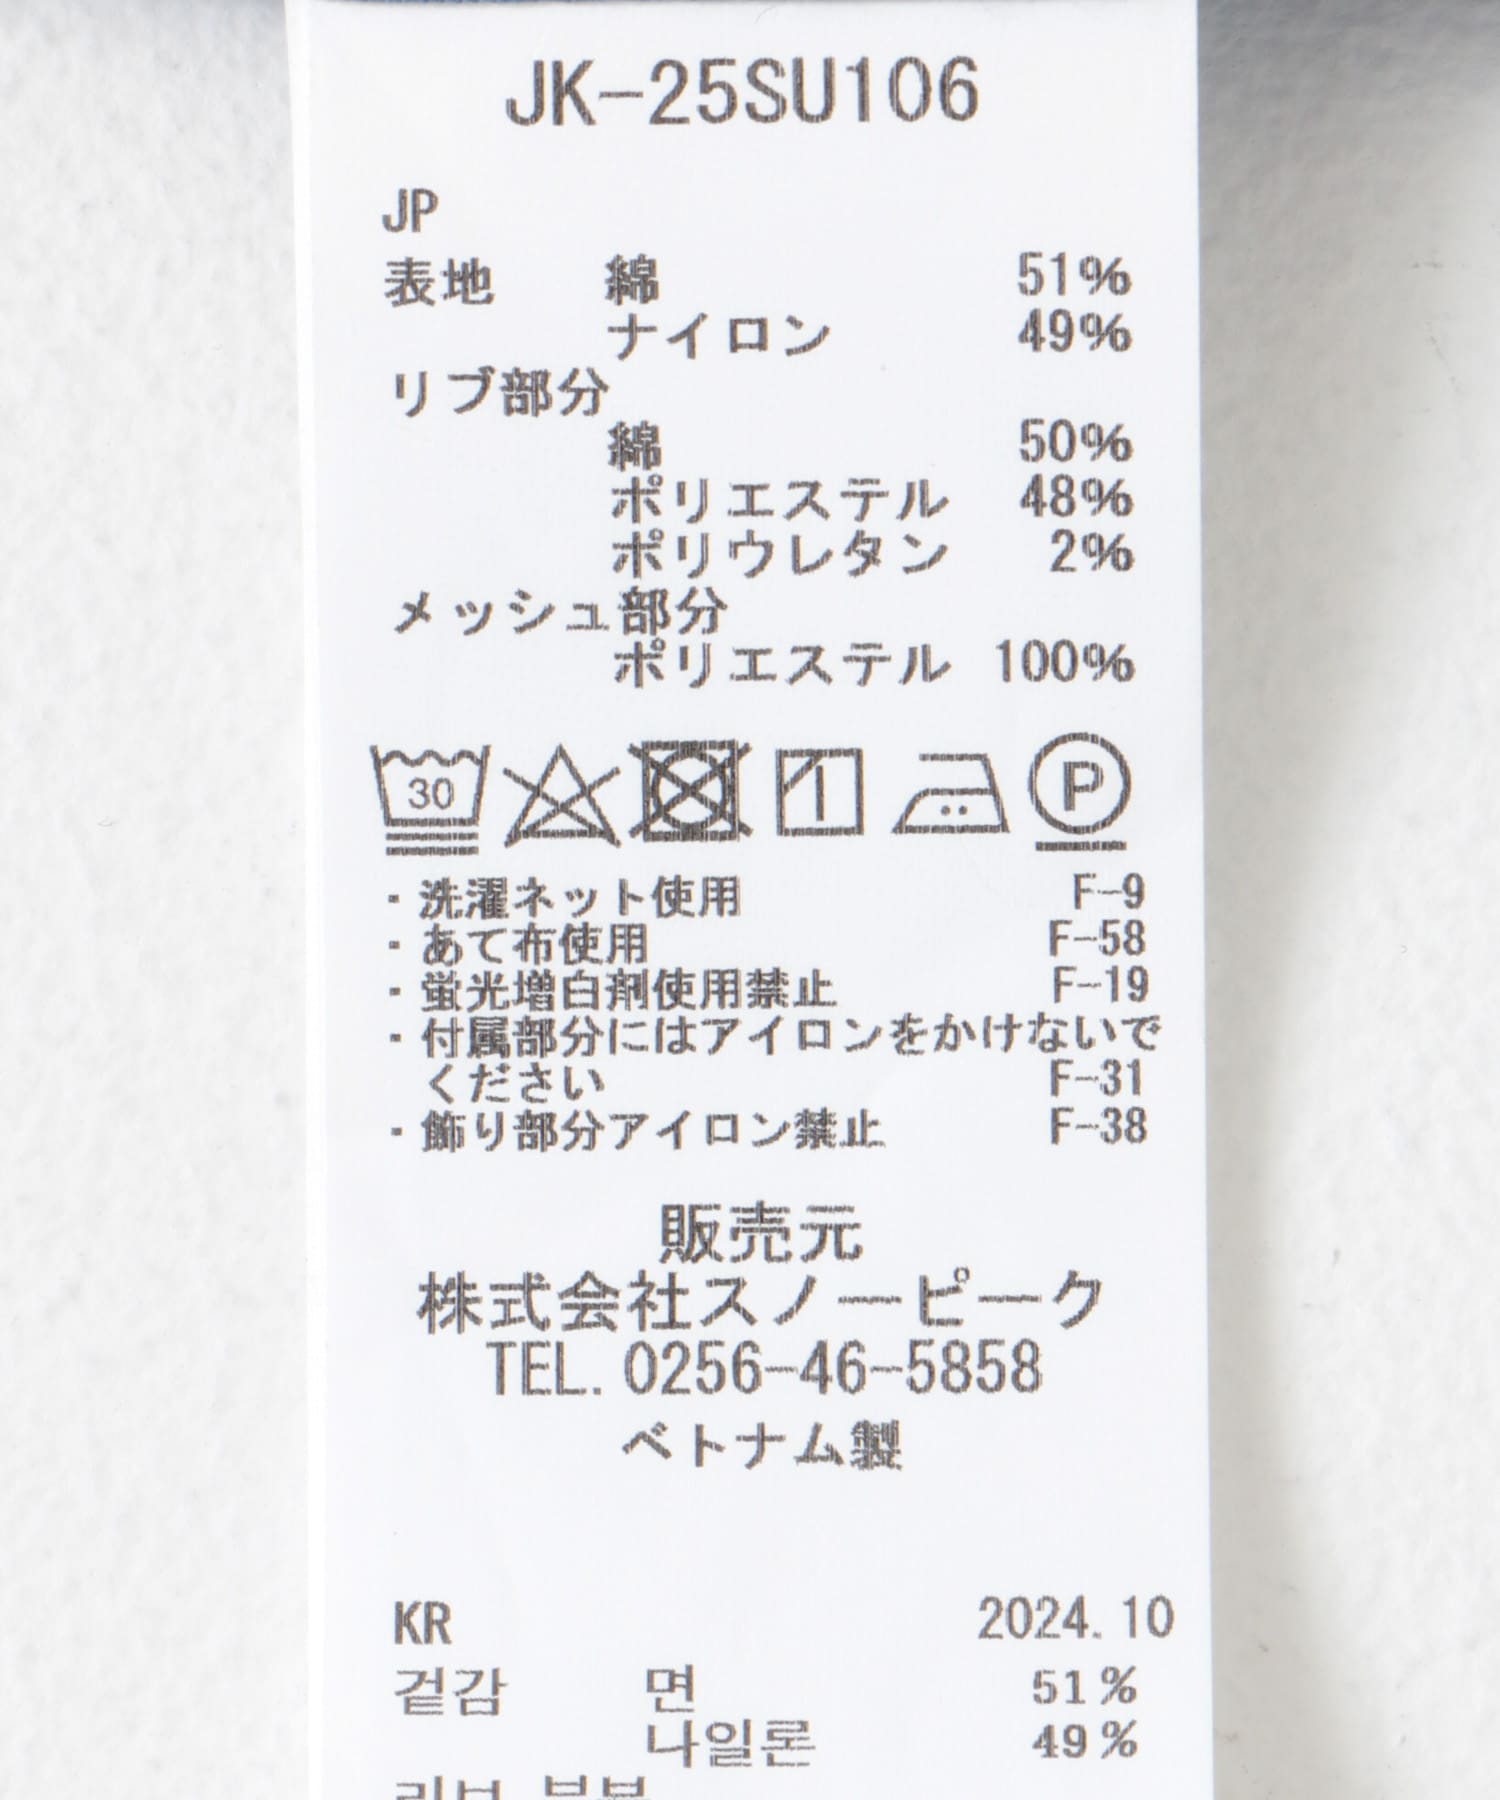 JK-25SU106
JP
表地 綿 51%
ナイロン 49%
リブ部分
綿 50%
ポリエステル 48%
ポリウレタン 2%
メッシュ部分
ポリエステル 100%
30 P
・洗濯ネット使用 F-9
・あて布使用 F-58
・蛍光増白剤使用禁止 F-19
・付属部分にはアイロンをかけないで
ください F-31
・飾り部分アイロン禁止 F-38
販売元
株式会社スノーピーク
TEL. 0256-46-5858
ベトナム製
KR 2024.10
겉감 면 51%
나일론 49%